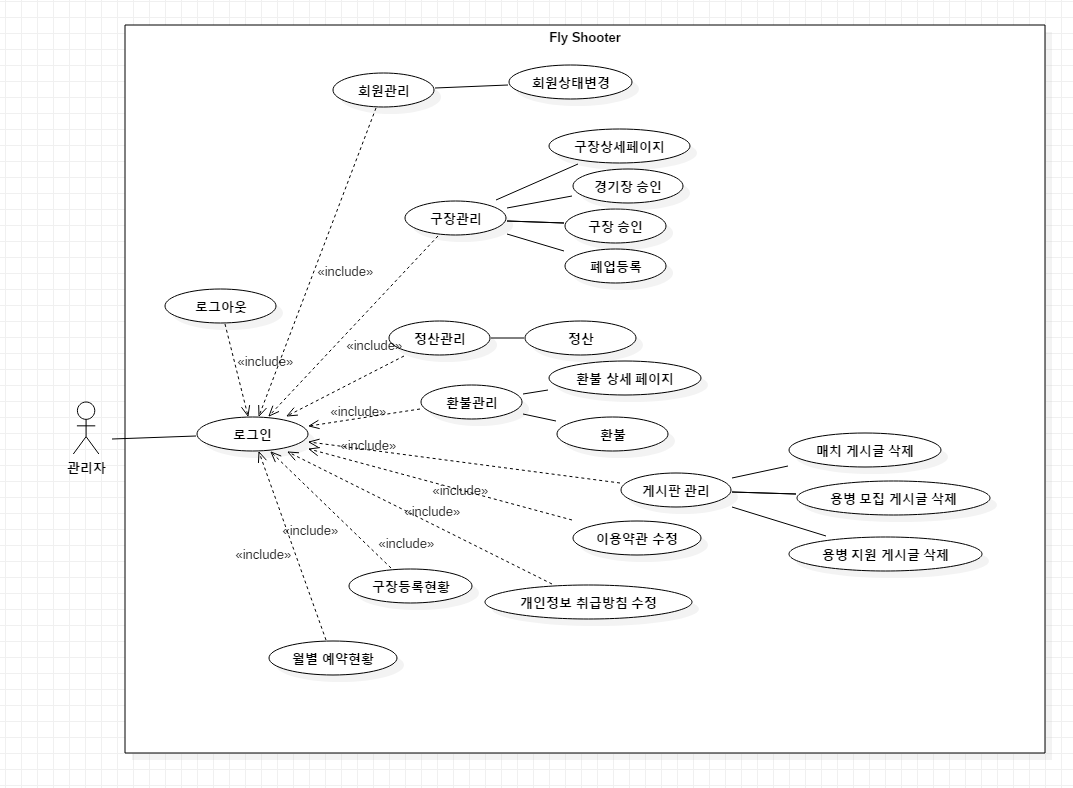 Fly Shooter
회원관리
회원상태변경
구장상세페이지
경기장 승인
구장관리
구장 승인
폐업등록
«include»
로그아웃
정산관리
정산
«include»
«include»
환불 상세 페이지
환불관리
«include»
로그인
환불
관리자
«include»
매치 게시글 삭제
게시판 관리
용병 모집 게시글 삭제
«include»
«include»
이용약관 수정
용병 지원 게시글 삭제
«include»
«include»
«include»
구장등록현황
개인정보 취급방침 수정
월별 예약현황